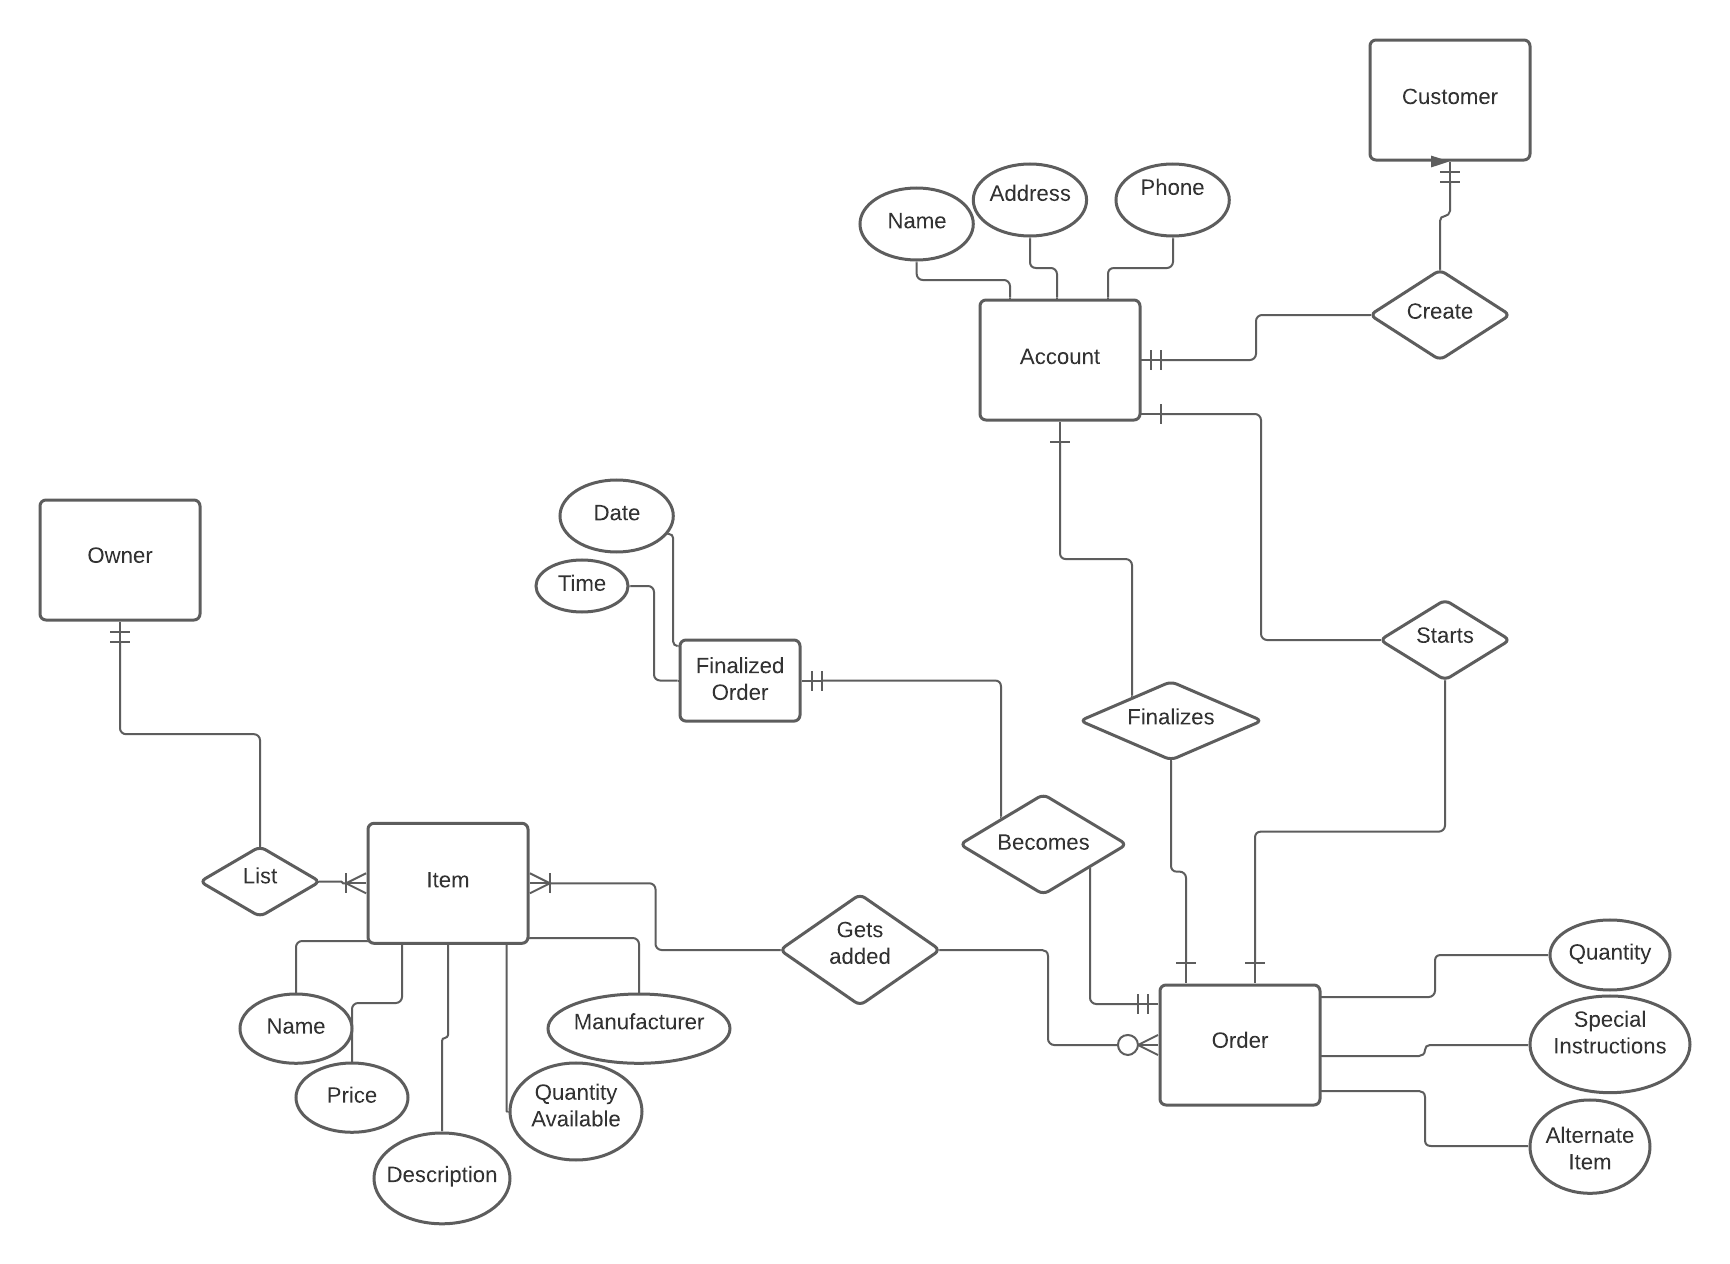 Customer
Name
Address
Phone
Create
Account
Date
Owner
Time
Finalized
Order
Starts
Finalizes
Becomes
List
Item
Gets
added
Name
Manufacturer
Price
Quantity
Available
Description
Order
Quantity
Special
Instructions
Alternate
Item